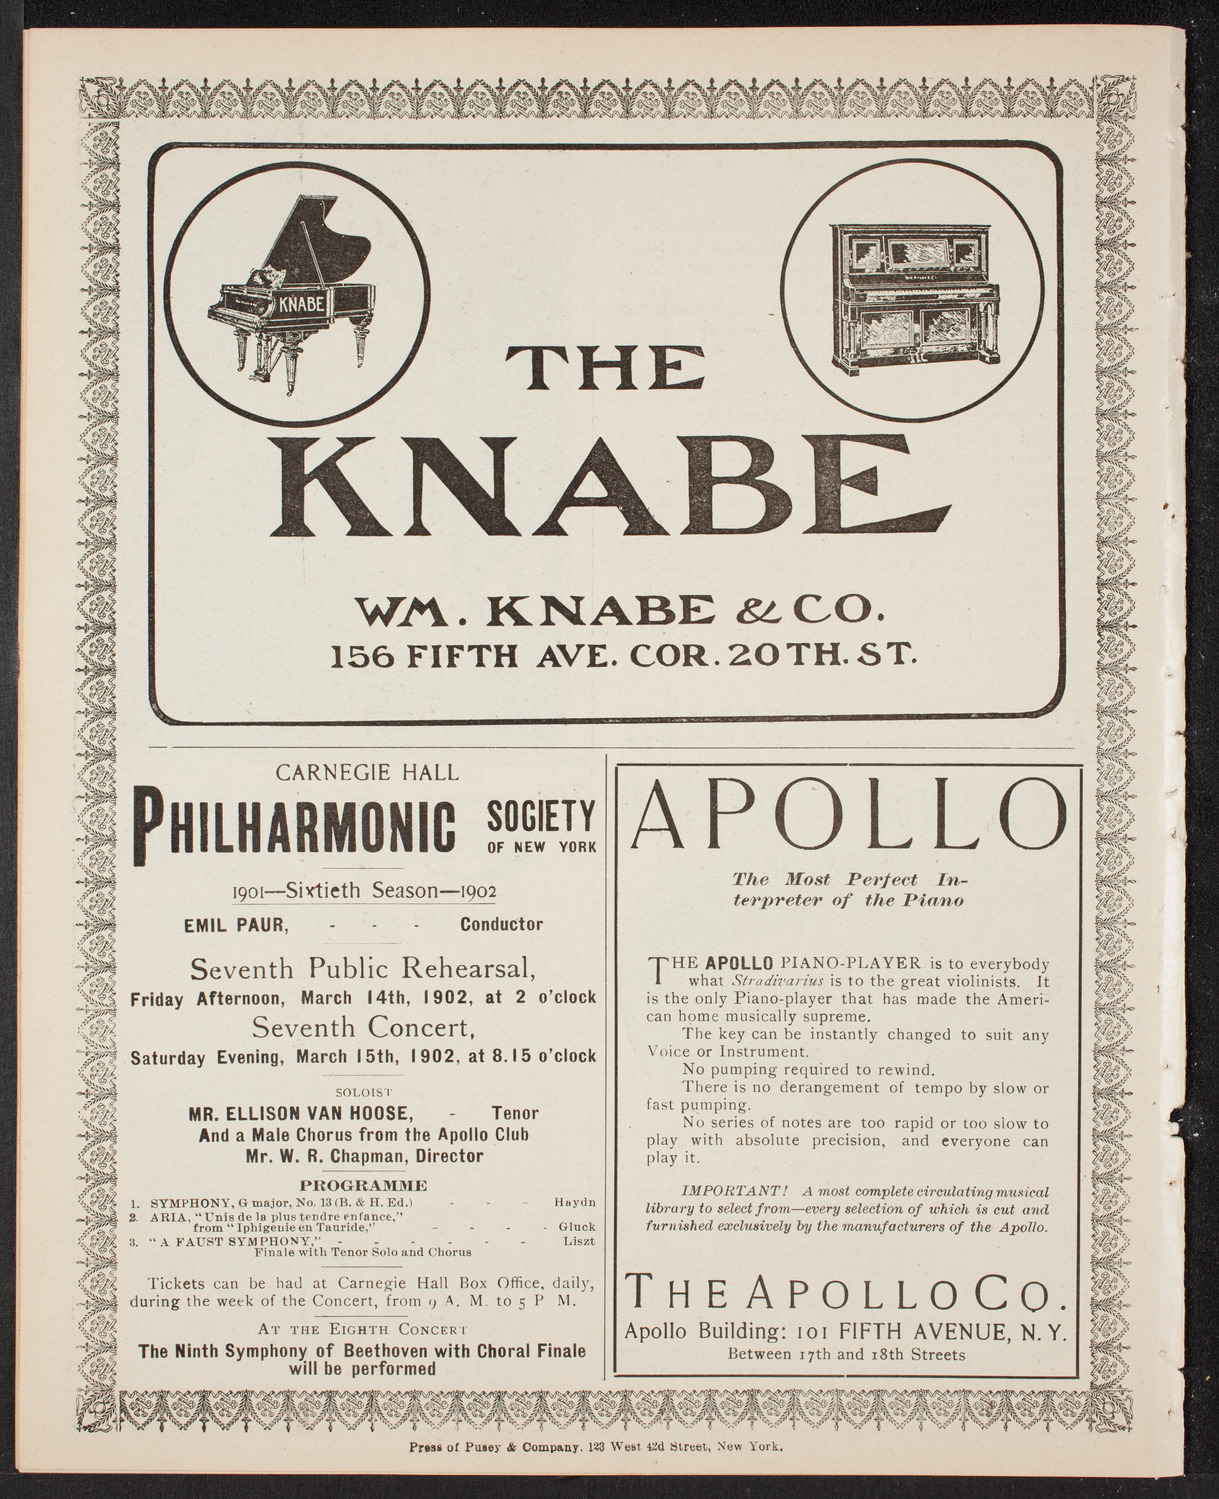 KNABE
THE
KNABE
WM. KNABE & CO.
156 FIFTH AVE. COR. 20TH. ST.
CARNEGIE HALL
PHILHARMONIC SOCIETY
OF NEW YORK
1901—Sixtieth Season—1902
EMIL PAUR, - - - Conductor
Seventh Public Rehearsal,
Friday Afternoon, March 14th, 1902, at 2 o'clock
Seventh Concert,
Saturday Evening, March 15th, 1902, at 8.15 o'clock
SOLOIST
MR. ELLISON VAN HOOSE, - Tenor
And a Male Chorus from the Apollo Club
Mr. W. R. Chapman, Director
PROGRAMME
1. SYMPHONY, G major, No. 13 (B. & H. Ed.) - - - Haydn
2. ARIA, "Unis de la plus tendre enfance,"
from "Iphigenie en Tauride," - - - - Gluck
3. "A FAUST SYMPHONY," - - - - - - Liszt
Finale with Tenor Solo and Chorus
Tickets can be had at Carnegie Hall Box Office, daily,
during the week of the Concert, from 9 A. M. to 5 P M.
AT THE EIGHTH CONCERT
The Ninth Symphony of Beethoven with Choral Finale
will be performed
APOLLO
The Most Perfect In-
terpreter of the Piano
THE APOLLO PIANO-PLAYER is to everybody
what Stradivarius is to the great violinists. It
is the only Piano-player that has made the Ameri-
can home musically supreme.
The key can be instantly changed to suit any
Voice or Instrument.
No pumping required to rewind.
There is no derangement of tempo by slow or
fast pumping.
No series of notes are too rapid or too slow to
play with absolute precision, and everyone can
play it.
IMPORTANT! A most complete circulating musical
library to select from—every selection of which is cut and
furnished exclusively by the manufacturers of the Apollo.
THE APOLLO CO.
Apollo Building: 101 FIFTH AVENUE, N. Y.
Between 17th and 18th Streets
Press of Pusey & Company. 123 West 42d Street, New York.